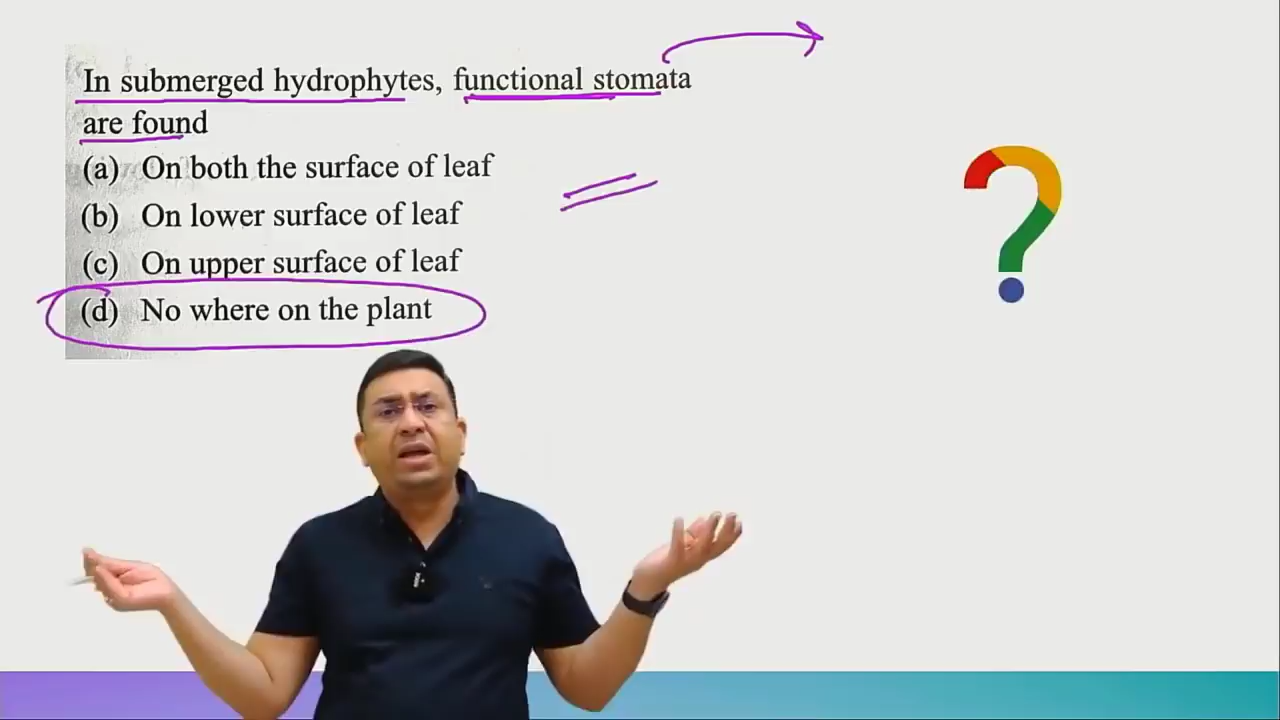 In submerged hydrophytes, functional stomata
are found
(a) On both the surface of leaf
(b) On lower surface of leaf
(c) On upper surface of leaf
(d) No where on the plant
?